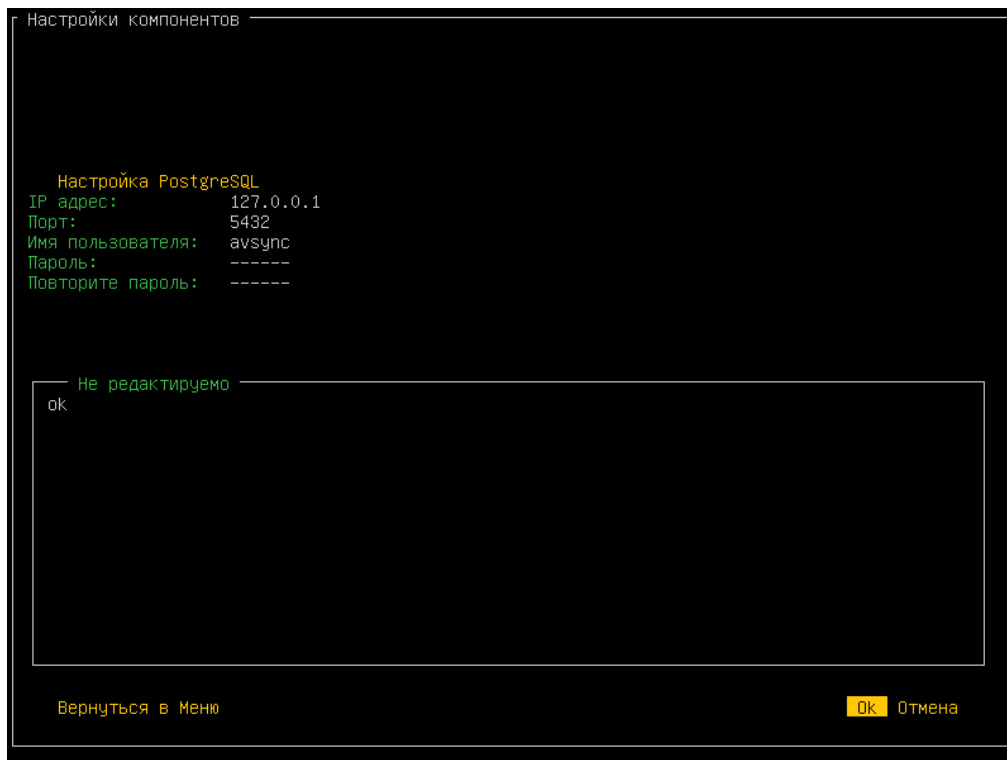 Настройки компонентов
Настройка PostgreSQL
IP адрес: 127.0.0.1
Порт: 5432
Имя пользователя: avsync
Пароль: ------
Повторите пароль: ------
Не редактируемо
ok
Вернуться в Меню Ok Отмена